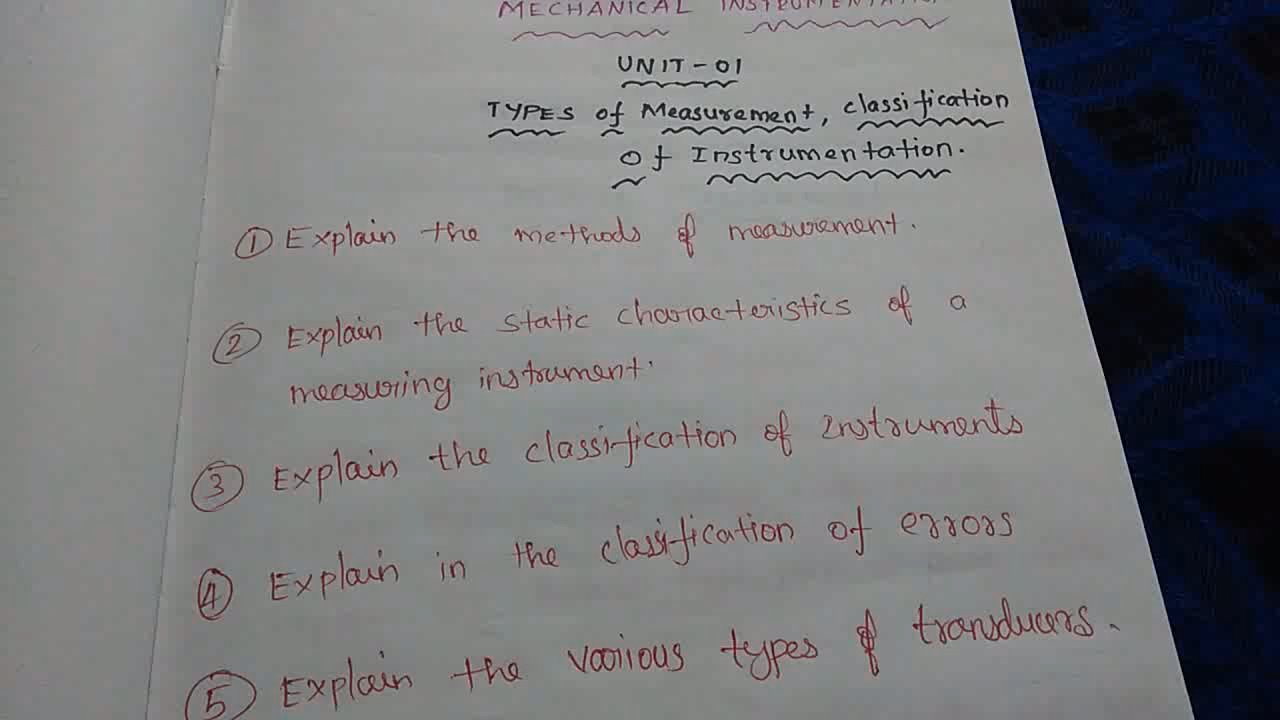 MECHANICAL INSTRUMENTATION
UNIT-01
TYPES of Measurement, classification
of Instrumentation.
① Explain the methods of measurement.
② Explain the static characteristics of a
measuring instrument.
③ Explain the classification of Instruments
④ Explain in the classification of errors
⑤ Explain the various types of transducers.